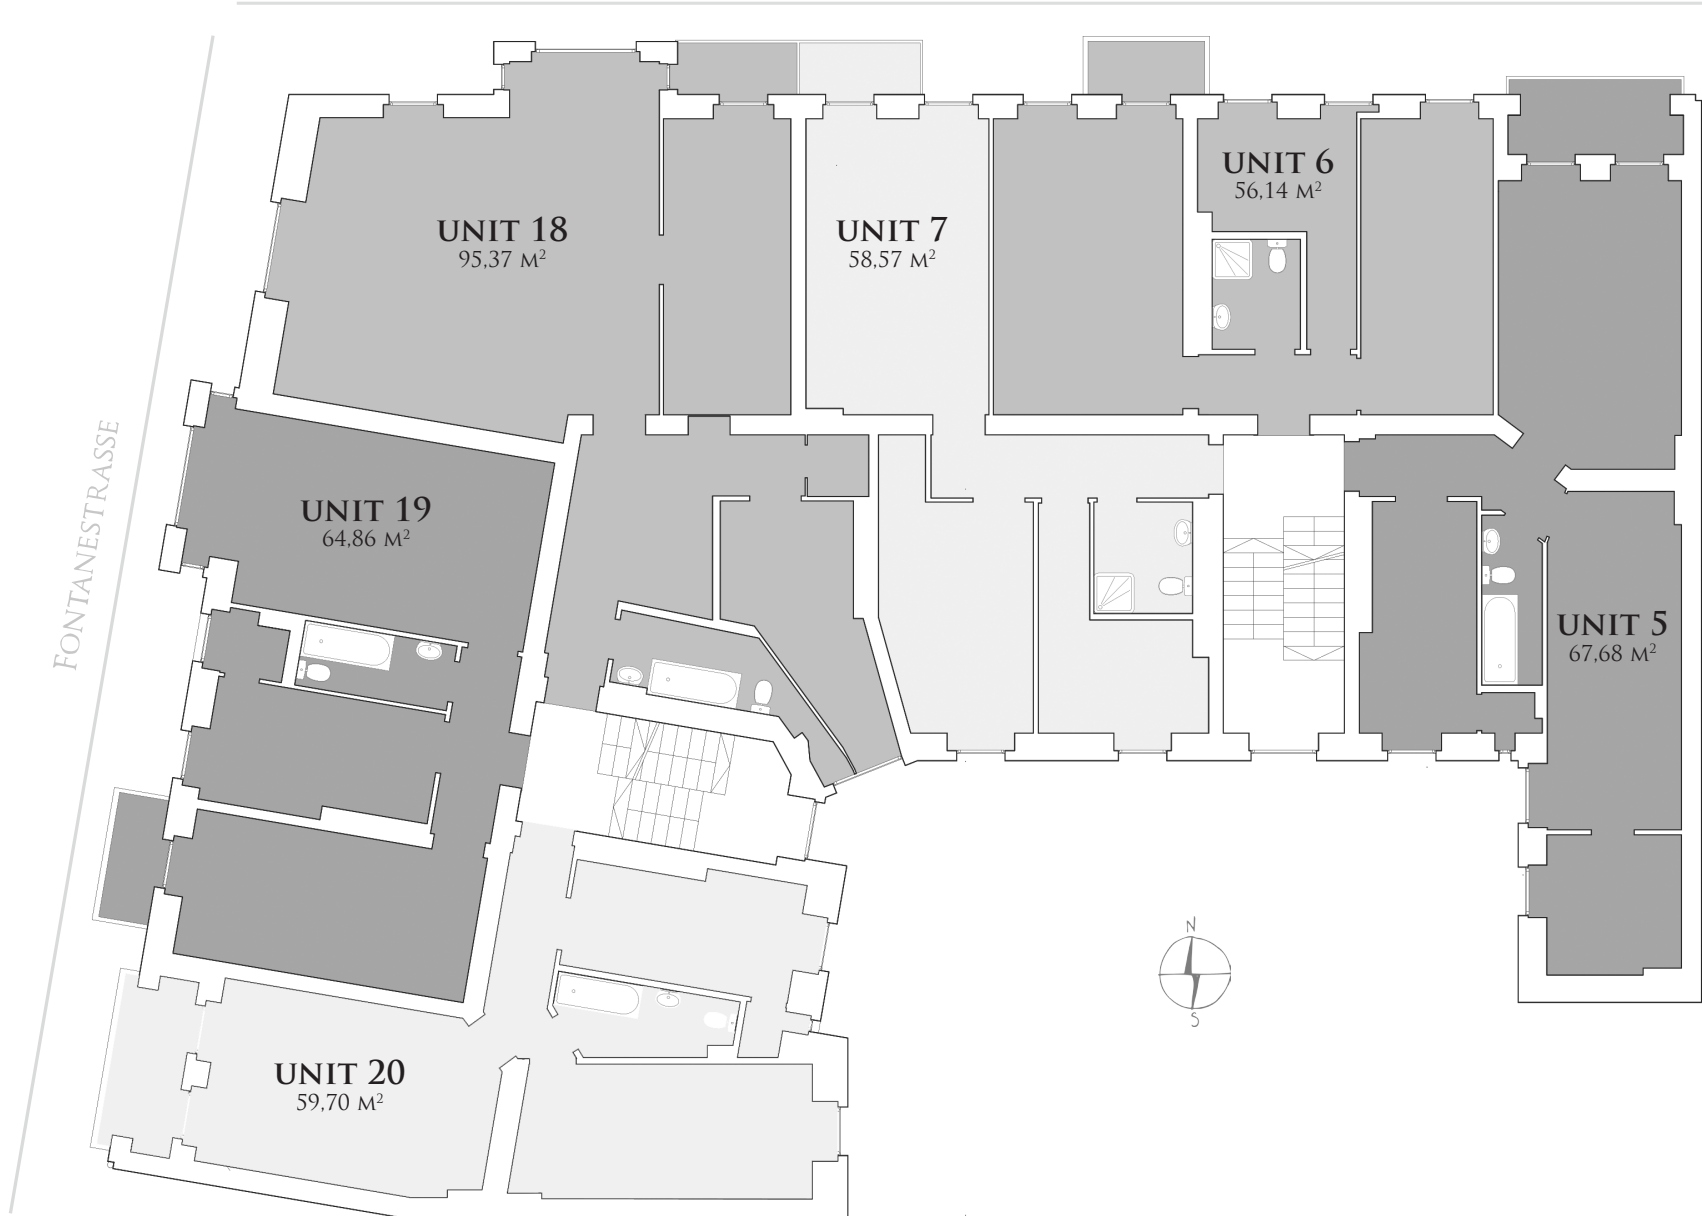 UNIT 18
95,37 M²
UNIT 7
58,57 M²
UNIT 6
56,14 M²
UNIT 19
64,86 M²
UNIT 5
67,68 M²
UNIT 20
59,70 M²
FONTANESTRASSE
N
S